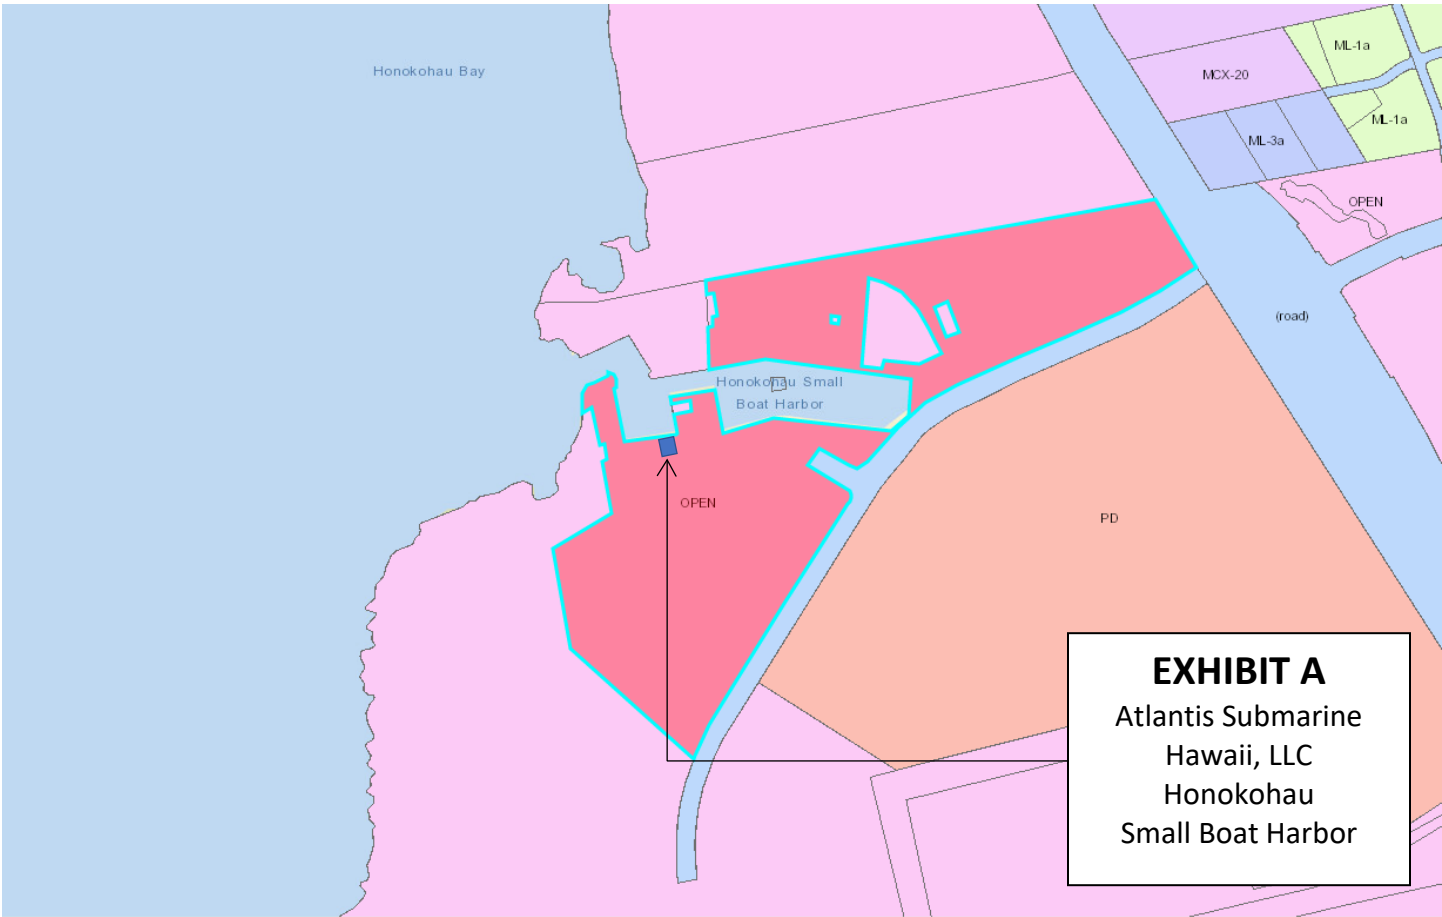 Honokohau Bay
ML-1a
MCX-20
ML-1a
ML-3a
OPEN
(road)
Honokohau Small
Boat Harbor
OPEN
PD
EXHIBIT A
Atlantis Submarine
Hawaii, LLC
Honokohau
Small Boat Harbor